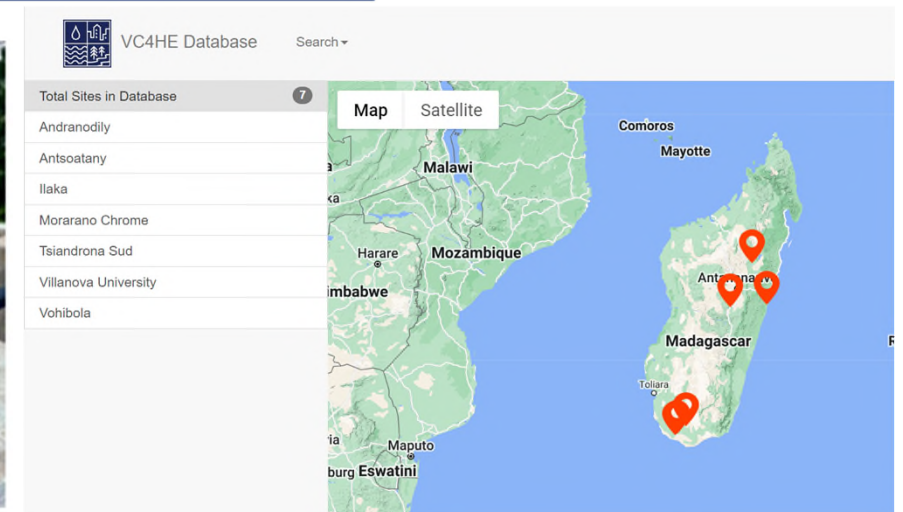 VC4HE Database
Search
Total Sites in Database 7
Andranodily
Antsoatany
Ilaka
Morarano Chrome
Tsiandrona Sud
Villanova University
Vohibola
Map Satellite
Comoros
Mayotte
Malawi
Harare
Mozambique
Madagascar
Toliara
Maputo
Eswatini